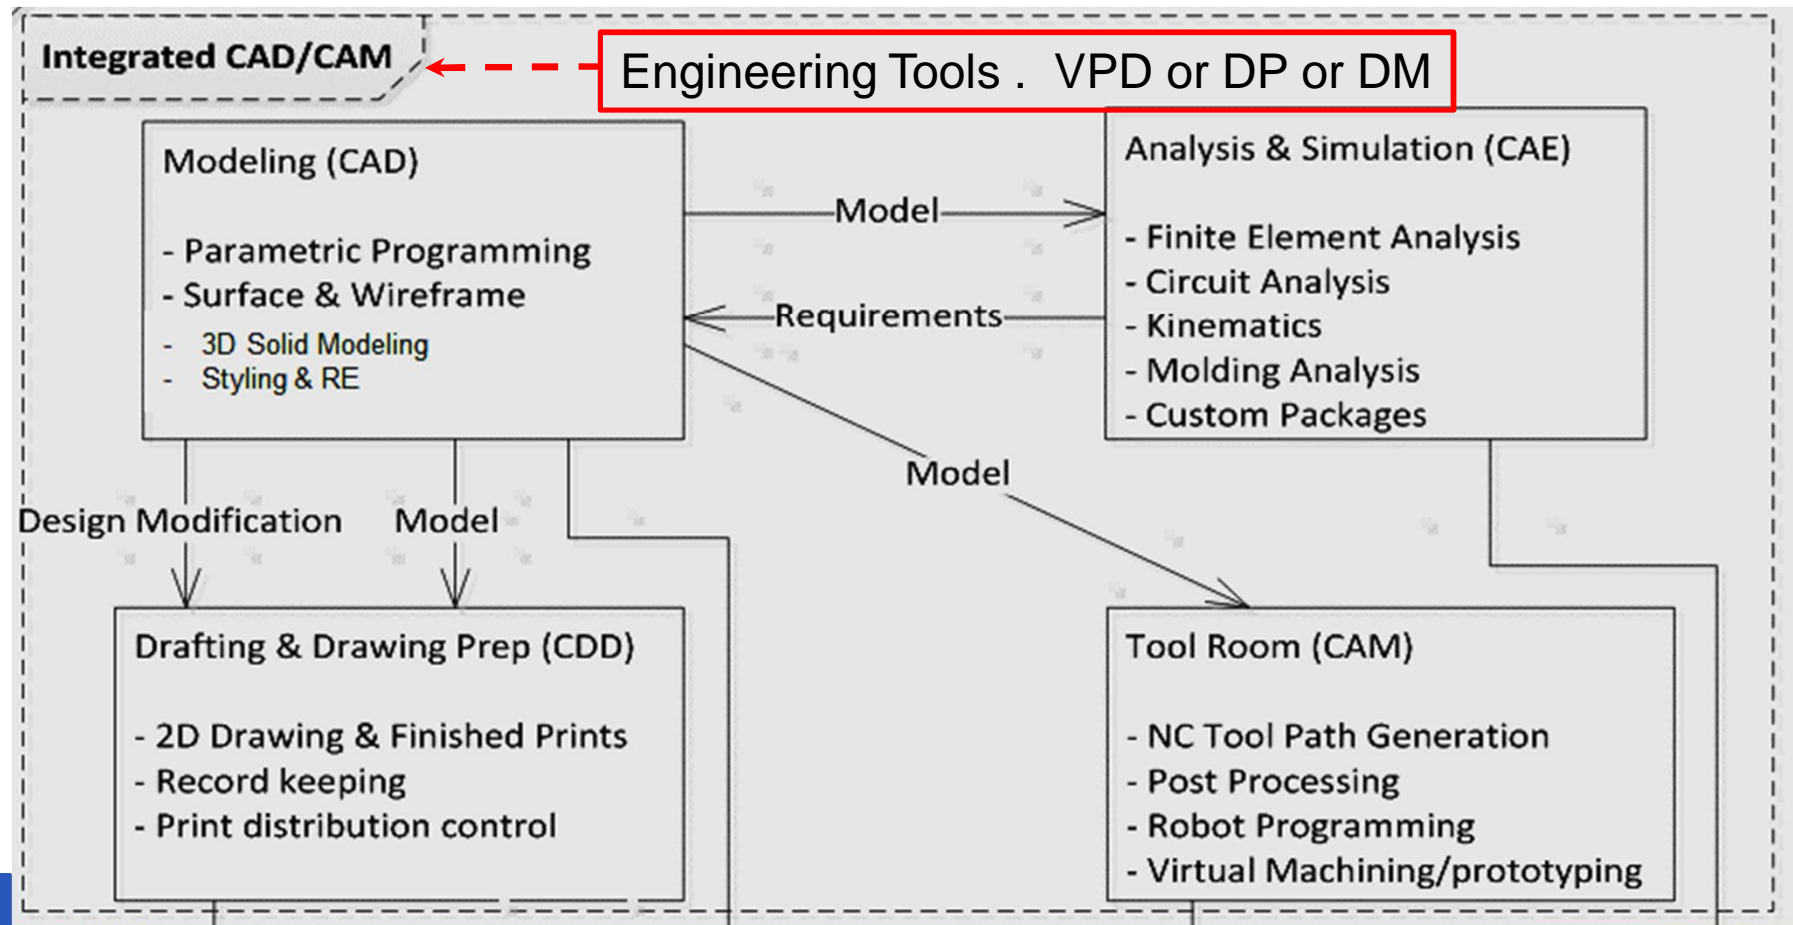 Integrated CAD/CAM
Engineering Tools . VPD or DP or DM
Modeling (CAD)
- Parametric Programming
- Surface & Wireframe
- 3D Solid Modeling
- Styling & RE
Model
Requirements
Analysis & Simulation (CAE)
- Finite Element Analysis
- Circuit Analysis
- Kinematics
- Molding Analysis
- Custom Packages
Model
Design Modification
Model
Drafting & Drawing Prep (CDD)
- 2D Drawing & Finished Prints
- Record keeping
- Print distribution control
Tool Room (CAM)
- NC Tool Path Generation
- Post Processing
- Robot Programming
- Virtual Machining/prototyping